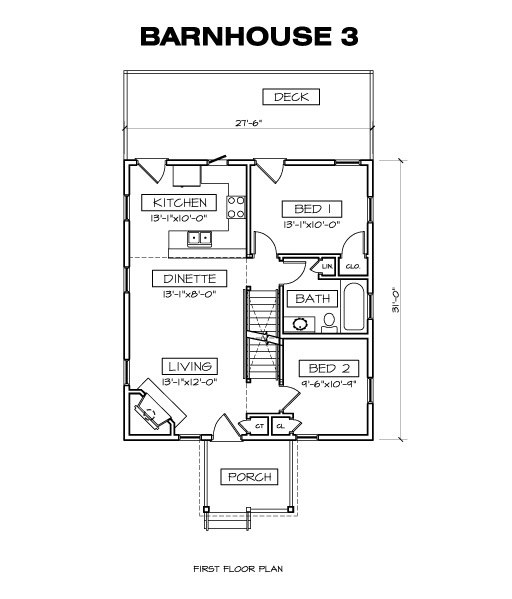 BARNHOUSE 3
DECK
27'-6"
KITCHEN
13'-1"x10'-0"
BED 1
13'-1"x10'-0"
LIN.
CLO.
DINETTE
13'-1"x8'-0"
BATH
31'-0"
LIVING
13'-1"x12'-0"
BED 2
9'-6"x10'-9"
CT
CL
PORCH
FIRST FLOOR PLAN